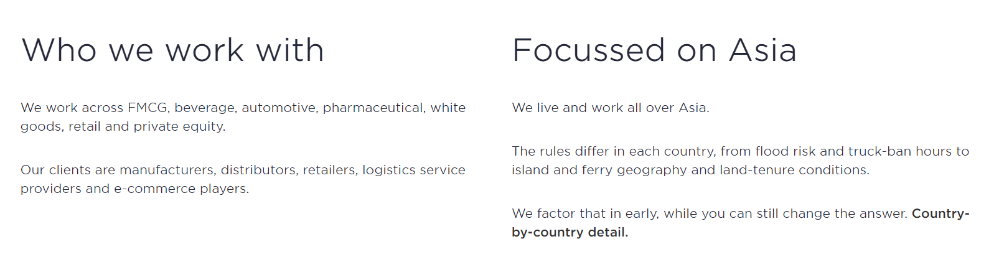 Who we work with
We work across FMCG, beverage, automotive, pharmaceutical, white
goods, retail and private equity.
Our clients are manufacturers, distributors, retailers, logistics service
providers and e-commerce players.
Focussed on Asia
We live and work all over Asia.
The rules differ in each country, from flood risk and truck-ban hours to
island and ferry geography and land-tenure conditions.
We factor that in early, while you can still change the answer. Country-
by-country detail.